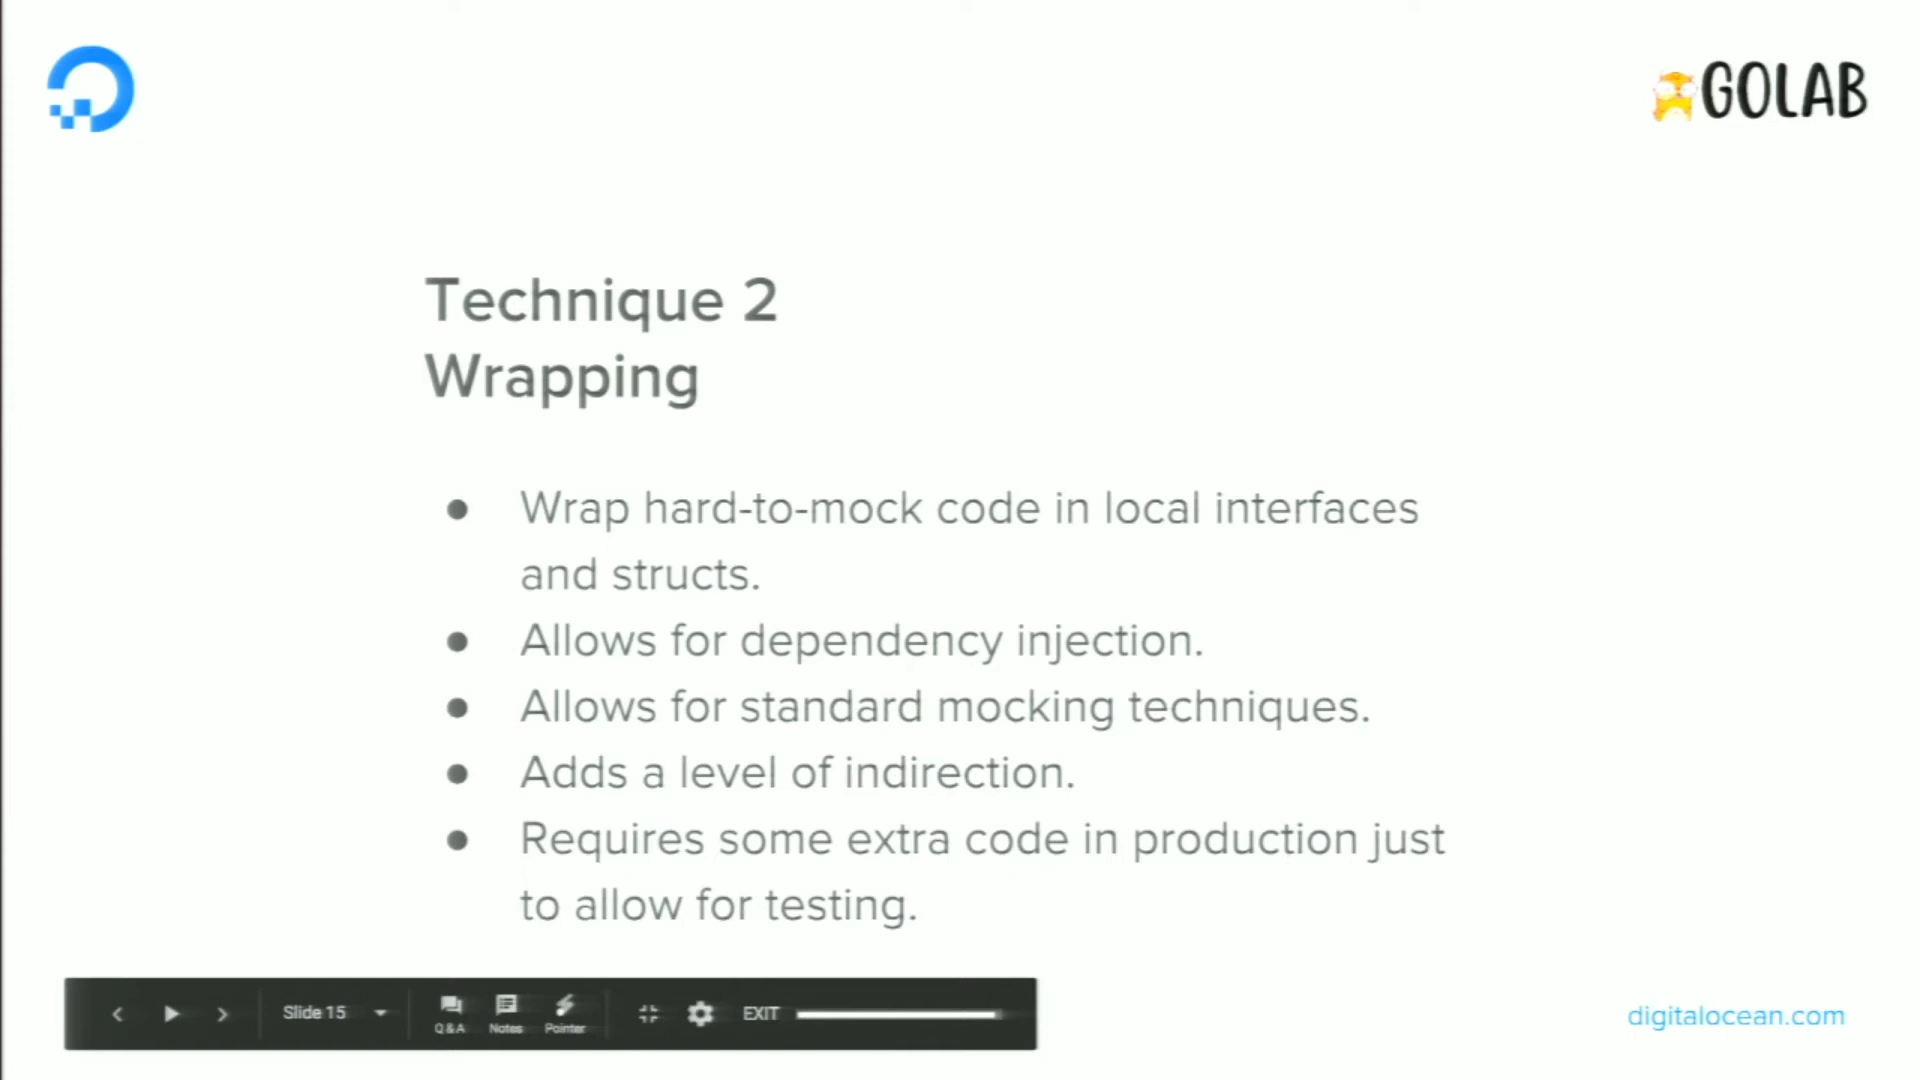 GOLAB
Technique 2
Wrapping
● Wrap hard-to-mock code in local interfaces
and structs.
● Allows for dependency injection.
● Allows for standard mocking techniques.
● Adds a level of indirection.
● Requires some extra code in production just
to allow for testing.
Slide 15
Q&A
Notes
Pointer
EXIT
digitalocean.com